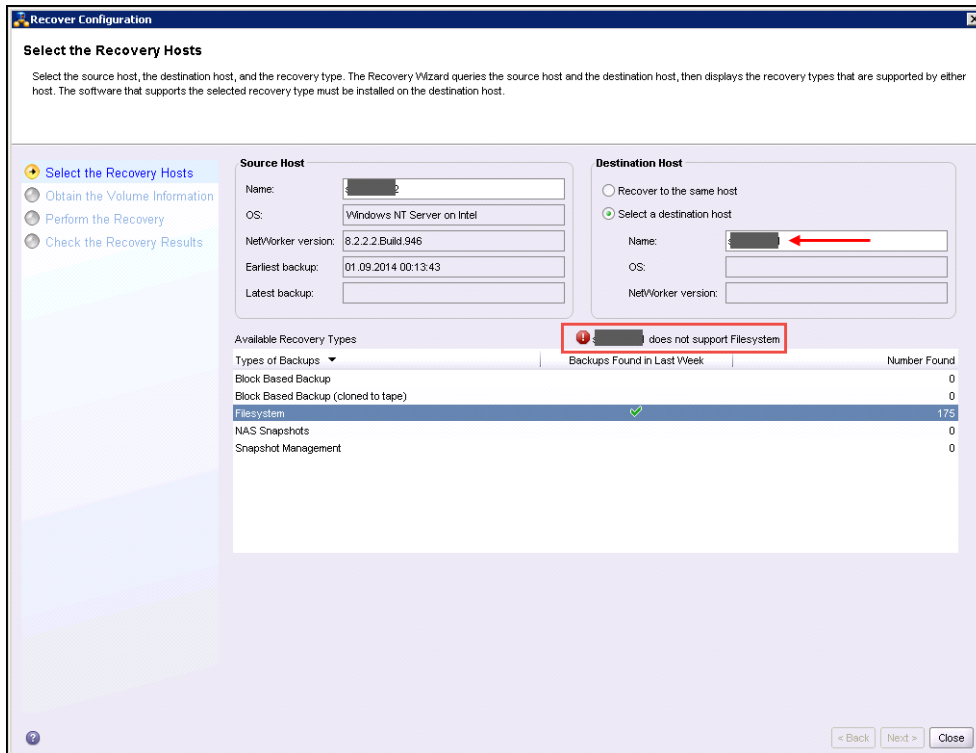 Recover Configuration
Select the Recovery Hosts
Select the source host, the destination host, and the recovery type. The Recovery Wizard queries the source host and the destination host, then displays the recovery types that are supported by either
host. The software that supports the selected recovery type must be installed on the destination host.
Select the Recovery Hosts
Obtain the Volume Information
Perform the Recovery
Check the Recovery Results
Source Host
Name:
OS: Windows NT Server on Intel
NetWorker version: 8.2.2.2.Build.946
Earliest backup: 01.09.2014 00:13:43
Latest backup:
Destination Host
Recover to the same host
Select a destination host
Name:
OS:
NetWorker version:
Available Recovery Types
does not support Filesystem
Types of Backups Backups Found in Last Week Number Found
Block Based Backup 0
Block Based Backup (cloned to tape) 0
Filesystem 175
NAS Snapshots 0
Snapshot Management 0
? < Back Next > Close